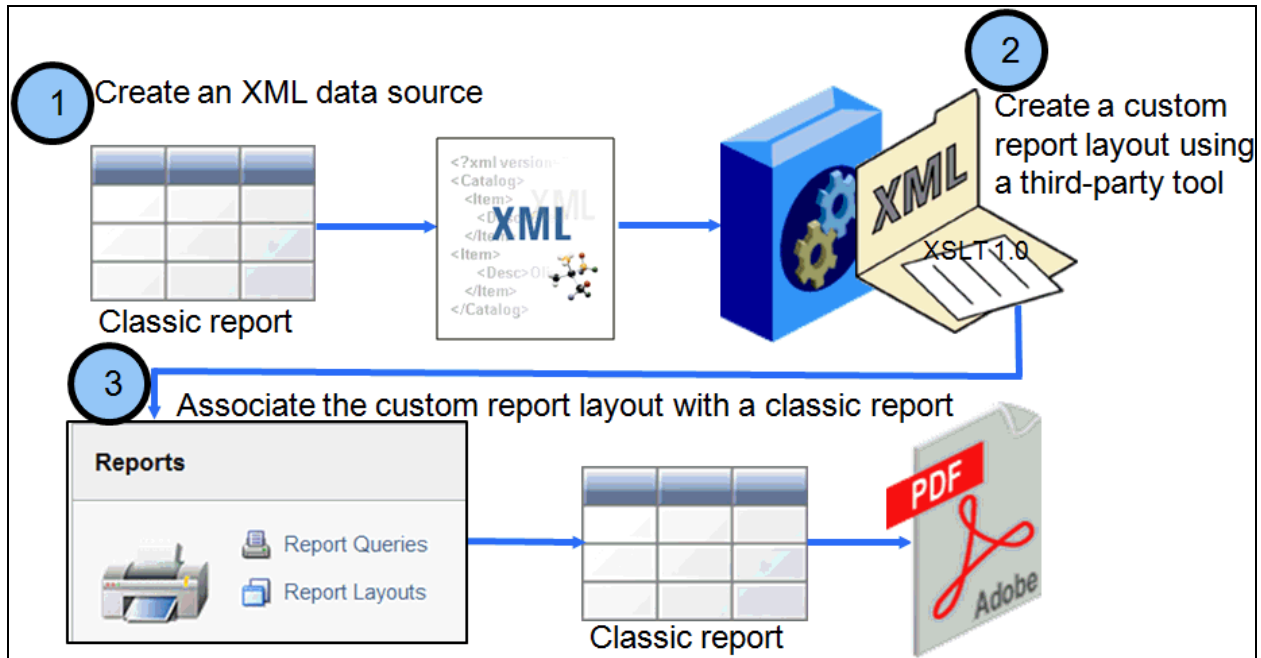 1
Create an XML data source
2
Create a custom
report layout using
a third-party tool
<?xml version=
<Catalog>
<Item>
XML
XML
</Item>
<Item>
<Desc>
</Item>
</Catalog>
XML
XSLT 1.0
Classic report
3
Associate the custom report layout with a classic report
Reports
Report Queries
Report Layouts
Classic report
PDF
Adobe